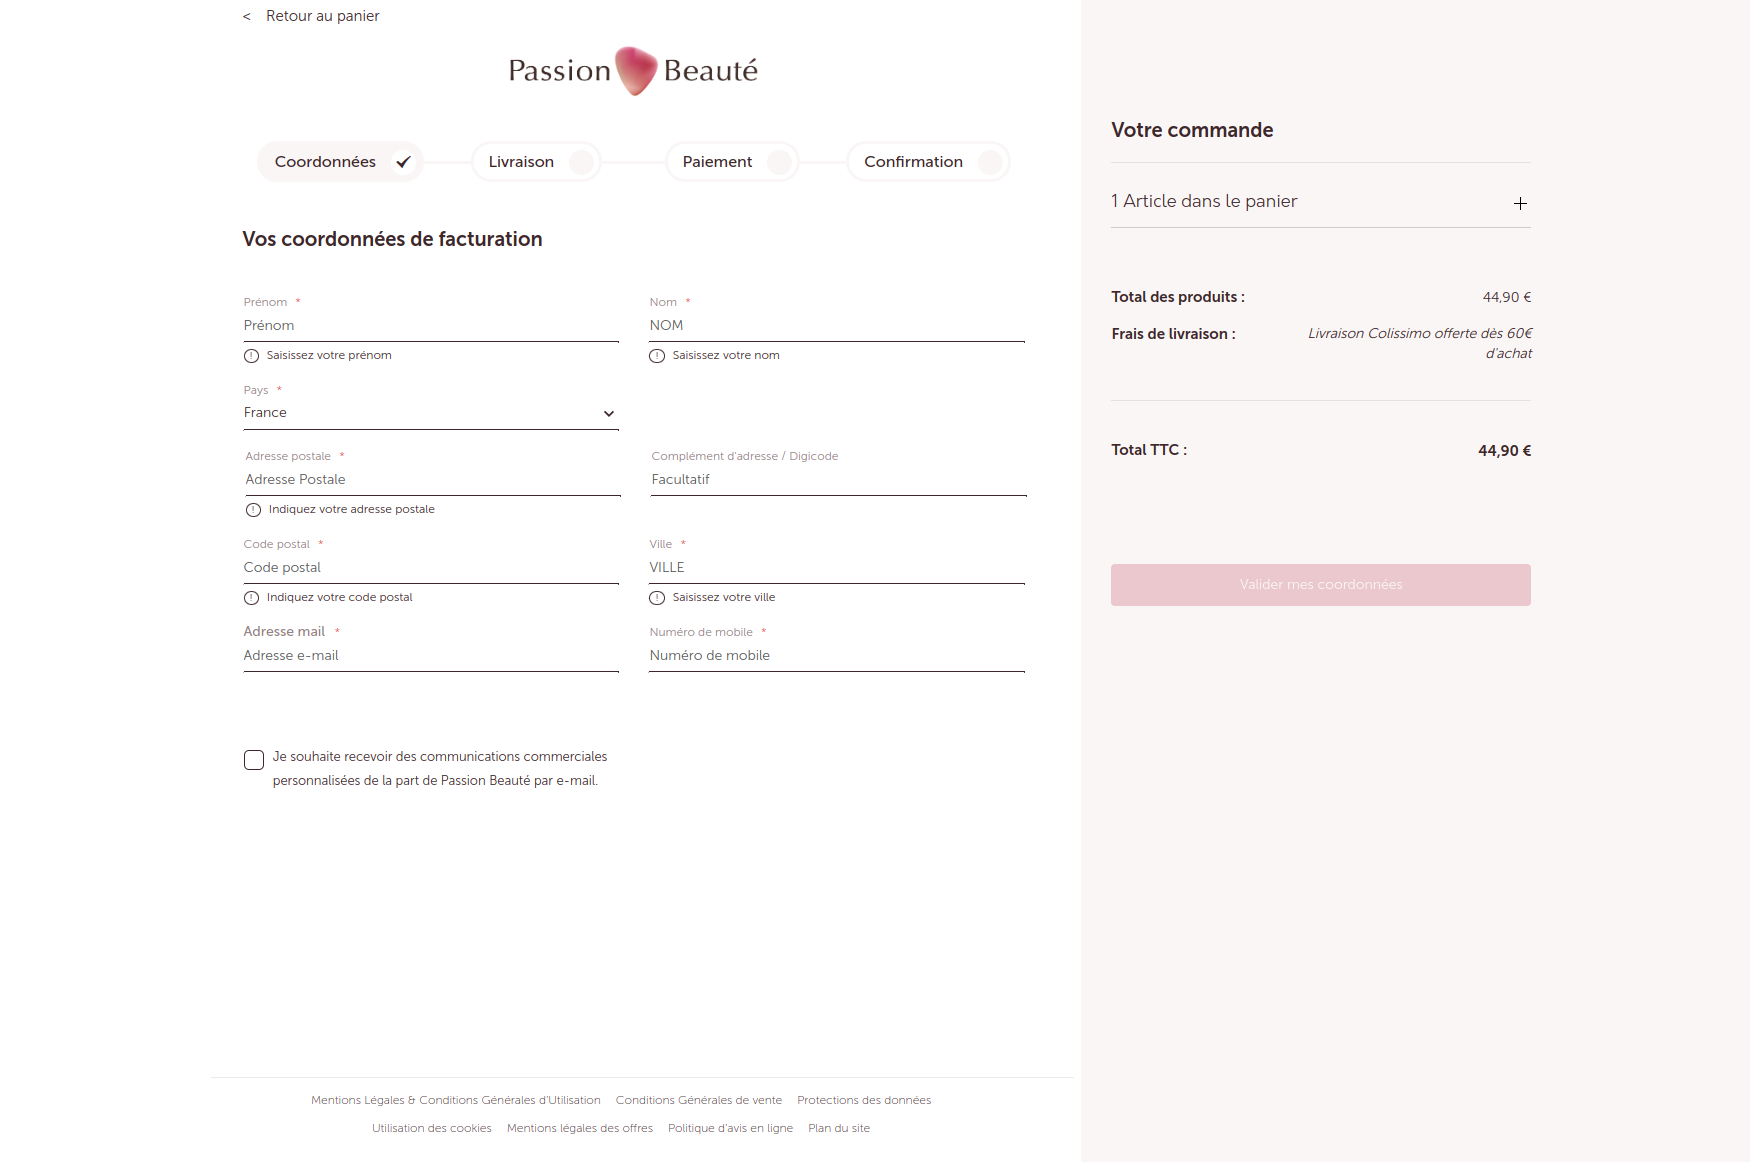 < Retour au panier
Passion Beauté
Coordonnées
Livraison
Paiement
Confirmation
Vos coordonnées de facturation
Prénom *
Prénom
! Saisissez votre prénom
Nom *
NOM
! Saisissez votre nom
Pays *
France
Adresse postale *
Adresse Postale
! Indiquez votre adresse postale
Complément d'adresse / Digicode
Facultatif
Code postal *
Code postal
! Indiquez votre code postal
Ville *
VILLE
! Saisissez votre ville
Adresse mail *
Adresse e-mail
Numéro de mobile *
Numéro de mobile
Je souhaite recevoir des communications commerciales
personnalisées de la part de Passion Beauté par e-mail.
Votre commande
1 Article dans le panier +
Total des produits : 44,90 €
Frais de livraison : Livraison Colissimo offerte dès 60€
d'achat
Total TTC : 44,90 €
Valider mes coordonnées
Mentions Légales & Conditions Générales d'Utilisation Conditions Générales de vente Protections des données
Utilisation des cookies Mentions légales des offres Politique d'avis en ligne Plan du site